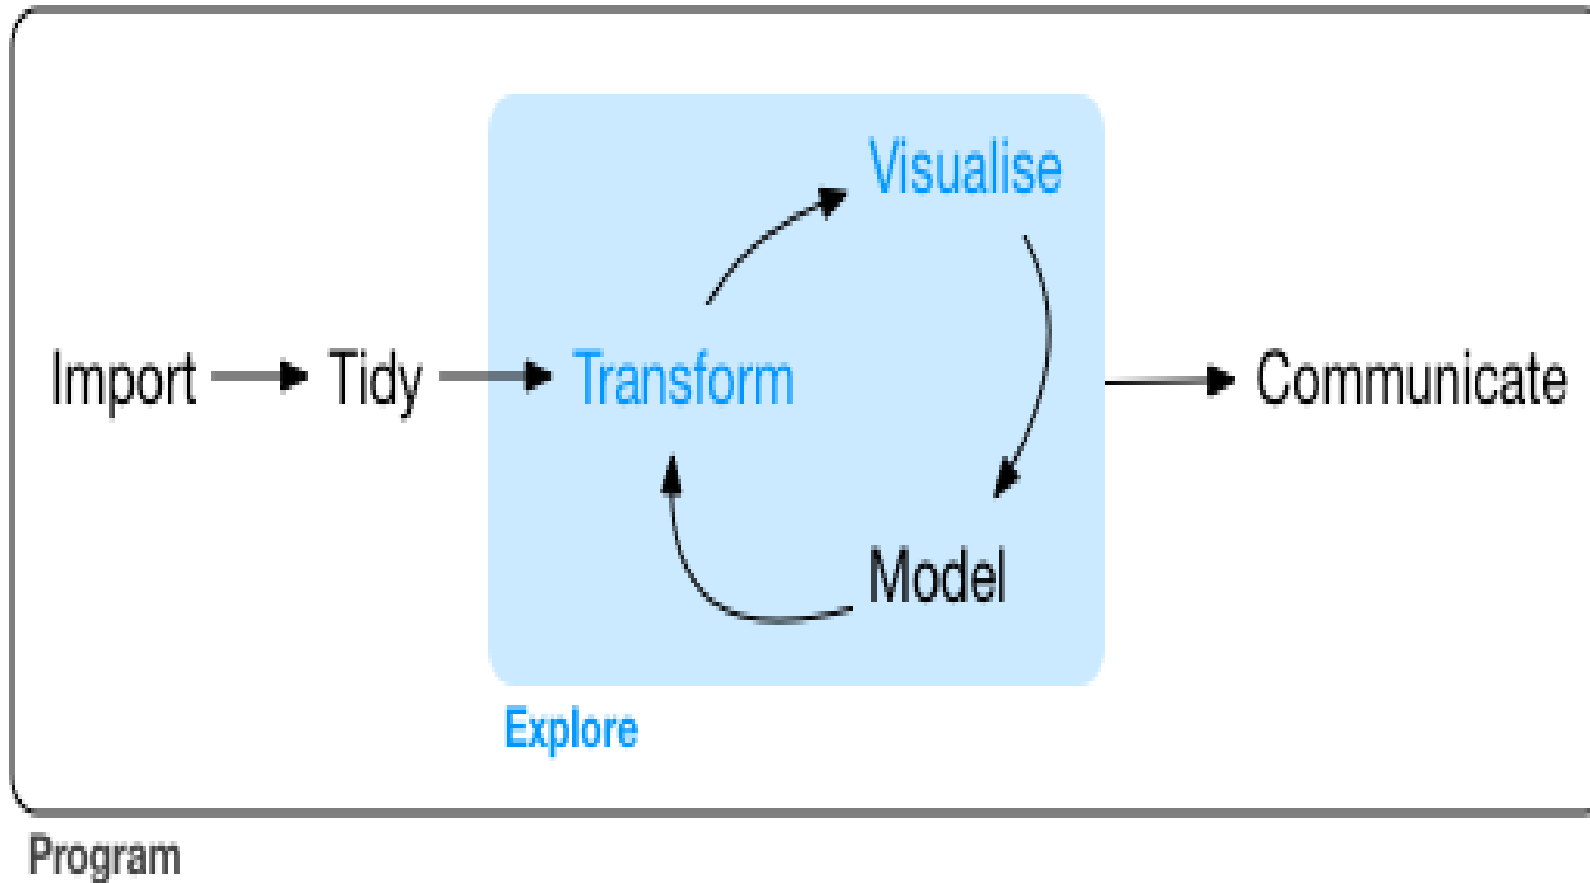 Visualise
Import Tidy Transform Communicate
Model
Explore
Program